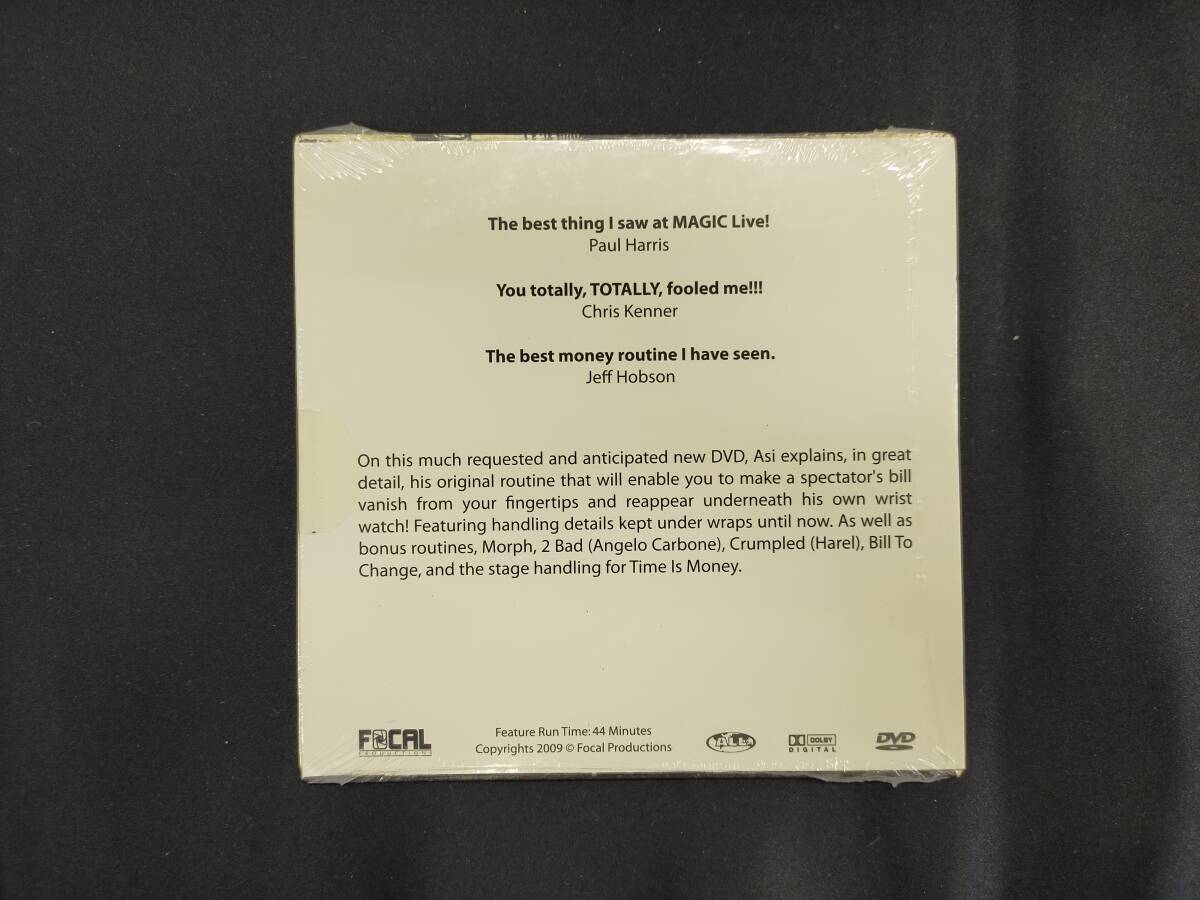 The best thing I saw at MAGIC Live!
Paul Harris
You totally, TOTALLY, fooled me!!!
Chris Kenner
The best money routine I have seen.
Jeff Hobson
On this much requested and anticipated new DVD, Asi explains, in great
detail, his original routine that will enable you to make a spectator's bill
vanish from your fingertips and reappear underneath his own wrist
watch! Featuring handling details kept under wraps until now. As well as
bonus routines, Morph, 2 Bad (Angelo Carbone), Crumpled (Harel), Bill To
Change, and the stage handling for Time Is Money.
FOCAL
PRODUCTIONS
Feature Run Time: 44 Minutes
Copyrights 2009 © Focal Productions
ALL
DOLBY
DIGITAL
DVD